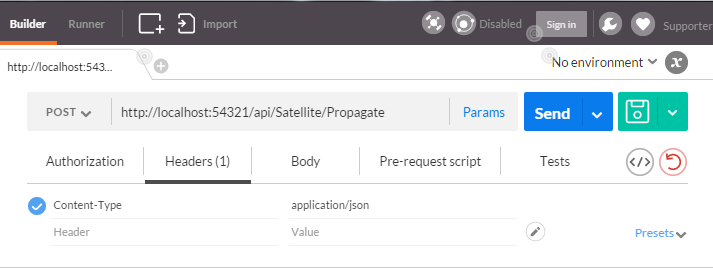 Builder Runner Import Disabled Sign in Supporter
http://localhost:543... No environment x
POST http://localhost:54321/api/Satellite/Propagate Params Send
Authorization Headers (1) Body Pre-request script Tests </>
Content-Type application/json
Header Value Presets